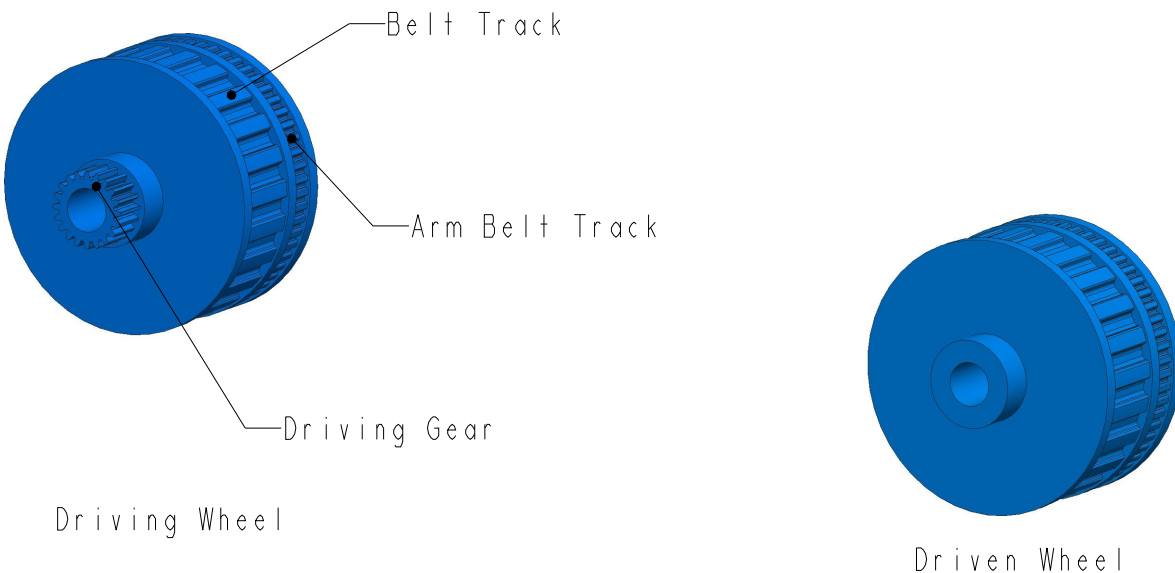 Belt Track
Arm Belt Track
Driving Gear
Driving Wheel
Driven Wheel